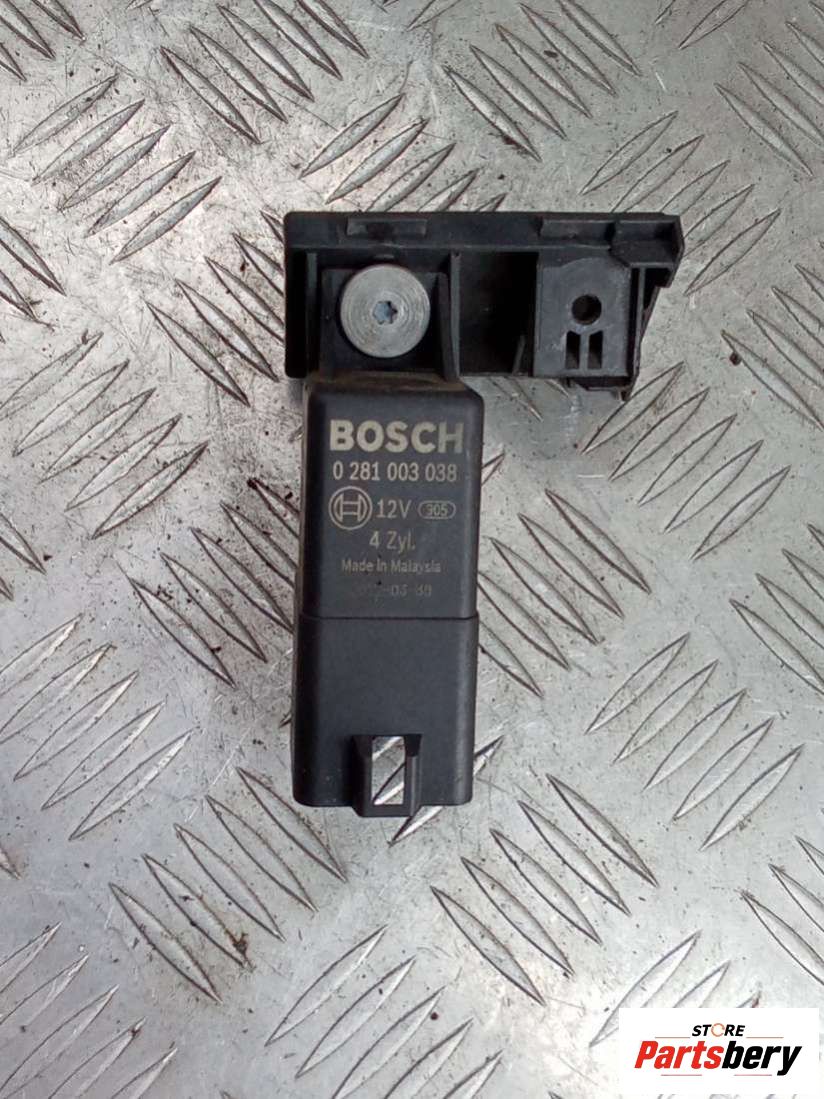 BOSCH
0 281 003 038
12V 905
4 Zyl.
Made in Malaysia
STORE
Partsbery